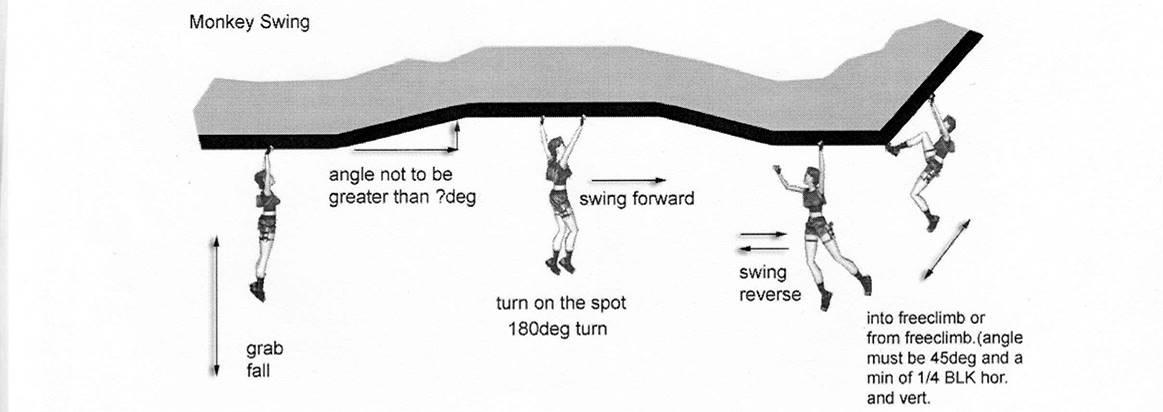 Monkey Swing
angle not to be
greater than ?deg
swing forward
swing
reverse
turn on the spot
180deg turn
grab
fall
into freeclimb or
from freeclimb.(angle
must be 45deg and a
min of 1/4 BLK hor.
and vert.